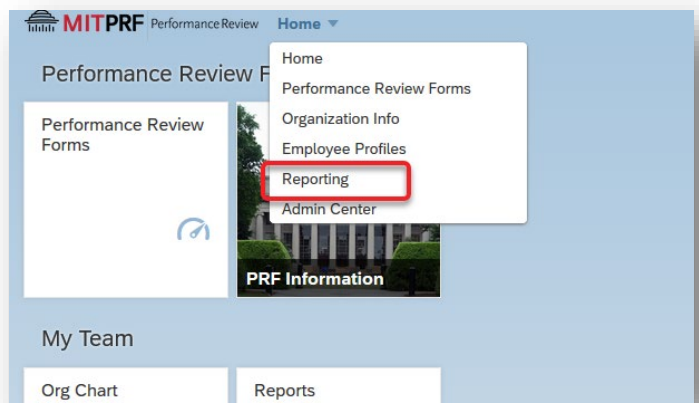 MITPRF Performance Review Home
Performance Review F
Home
Performance Review Forms
Organization Info
Employee Profiles
Reporting
Admin Center
Performance Review
Forms
PRF Information
My Team
Org Chart
Reports